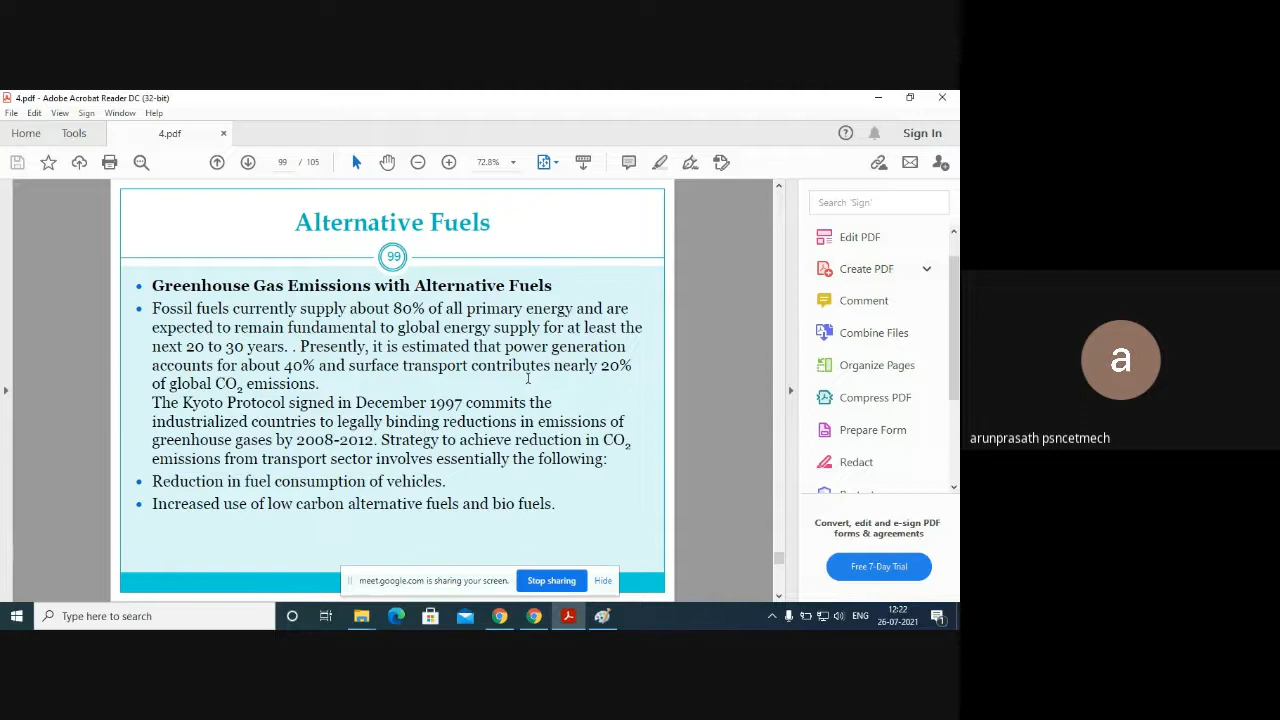 4.pdf - Adobe Acrobat Reader DC (32-bit)
File Edit View Sign Window Help
Home Tools 4.pdf × Sign In
99 / 105 72.8%
Alternative Fuels
99
• Greenhouse Gas Emissions with Alternative Fuels
• Fossil fuels currently supply about 80% of all primary energy and are
expected to remain fundamental to global energy supply for at least the
next 20 to 30 years. . Presently, it is estimated that power generation
accounts for about 40% and surface transport contributes nearly 20%
of global CO₂ emissions.
The Kyoto Protocol signed in December 1997 commits the
industrialized countries to legally binding reductions in emissions of
greenhouse gases by 2008-2012. Strategy to achieve reduction in CO₂
emissions from transport sector involves essentially the following:
• Reduction in fuel consumption of vehicles.
• Increased use of low carbon alternative fuels and bio fuels.
Search 'Sign'
Edit PDF
Create PDF
Comment
Combine Files
Organize Pages
Compress PDF
Prepare Form
Redact
Convert, edit and e-sign PDF
forms & agreements
Free 7-Day Trial
meet.google.com is sharing your screen. Stop sharing Hide
Type here to search
ENG
12:22
26-07-2021
1
a
arunprasath psncetmech